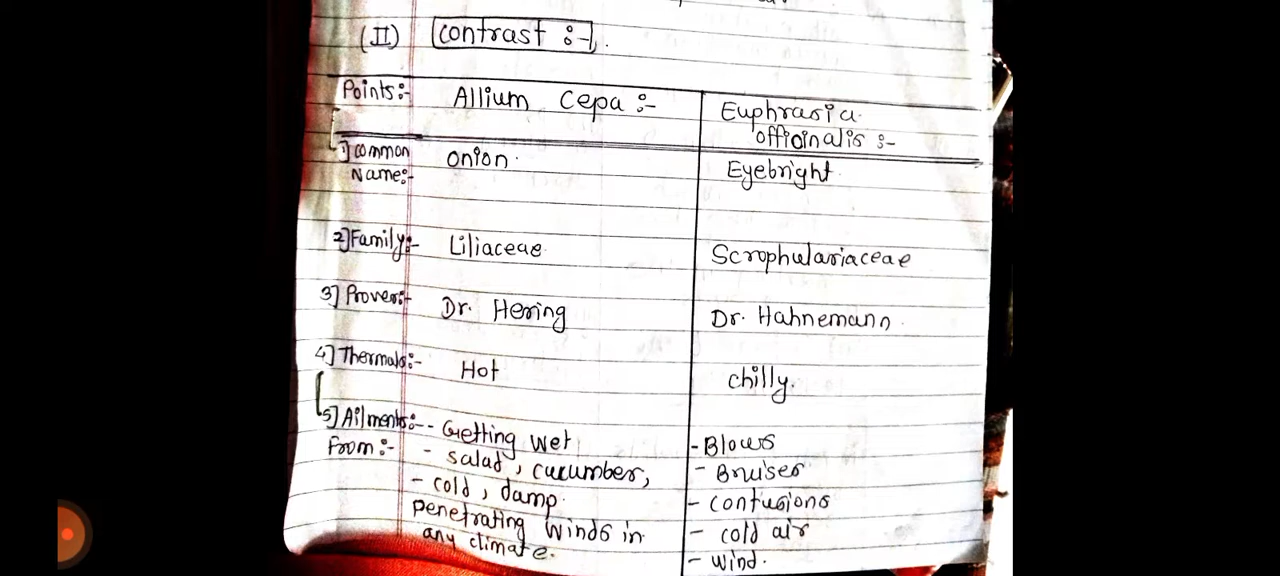 (II) Contrast :-
Points:- Allium Cepa :- Euphrasia
officinalis :-
1] Common Onion. Eyebright
Name:-
2] Family:- Liliaceae Scrophulariaceae
3] Prover:- Dr. Hering Dr. Hahnemann.
4] Thermals:- Hot chilly.
5] Ailments:- - Getting wet - Blows
from:- - salad, cucumber, - Bruises
- cold, damp. - contusions
penetrating winds in - cold air
any climate. - wind.